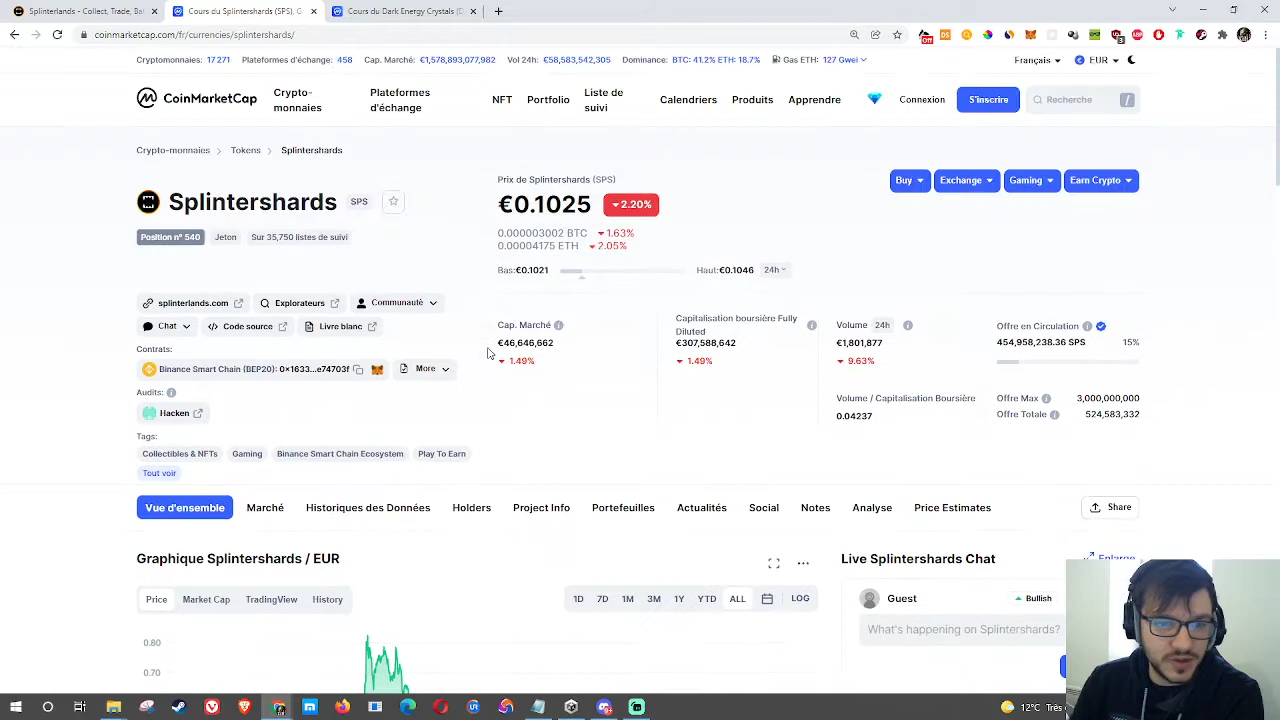 Splinterlands - Collect, Trade, Bat
Cours du Splintershards (SPS), G
Cours du Dark Energy Crystals (D
coinmarketcap.com/fr/currencies/splintershards/
Cryptomonnaies: 17 271 Plateformes d'échange: 458 Cap. Marché: €1,578,893,077,982 Vol 24h: €58,583,542,305 Dominance: BTC: 41.2% ETH: 18.7% Gas ETH: 127 Gwei
Français EUR
CoinMarketCap
Crypto-monnaies
Plateformes d'échange
NFT Portfolio
Liste de suivi
Calendriers Produits Apprendre
Connexion S'inscrire Recherche /
Crypto-monnaies > Tokens > Splintershards
Splintershards SPS
Position n° 540 Jeton Sur 35,750 listes de suivi
Prix de Splintershards (SPS)
€0.1025 2.20%
0.000003002 BTC 1.63%
0.00004175 ETH 2.05%
Bas:€0.1021 Haut:€0.1046 24h
Buy Exchange Gaming Earn Crypto
splinterlands.com Explorateurs Communauté
Chat Code source Livre blanc
Contrats:
More
Audits:
Hacken
Tags:
Collectibles & NFTs Gaming Binance Smart Chain Ecosystem Play To Earn
Tout voir
Cap. Marché
€46,646,662
1.49%
Capitalisation boursière Fully
Diluted
€307,588,642
1.49%
Volume 24h
€1,801,877
9.63%
Volume / Capitalisation Boursière
0.04237
Offre en Circulation
454,958,238.36 SPS 15%
Offre Max 3,000,000,000
Offre Totale 524,583,332
Vue d'ensemble Marché Historiques des Données Holders Project Info Portefeuilles Actualités Social Notes Analyse Price Estimates
Share
Graphique Splintershards / EUR
Price Market Cap TradingView History
1D 7D 1M 3M 1Y YTD ALL LOG
0.80
0.70
Live Splintershards Chat
Enlarge
Guest
Bullish
What's happening on Splintershards?
12°C